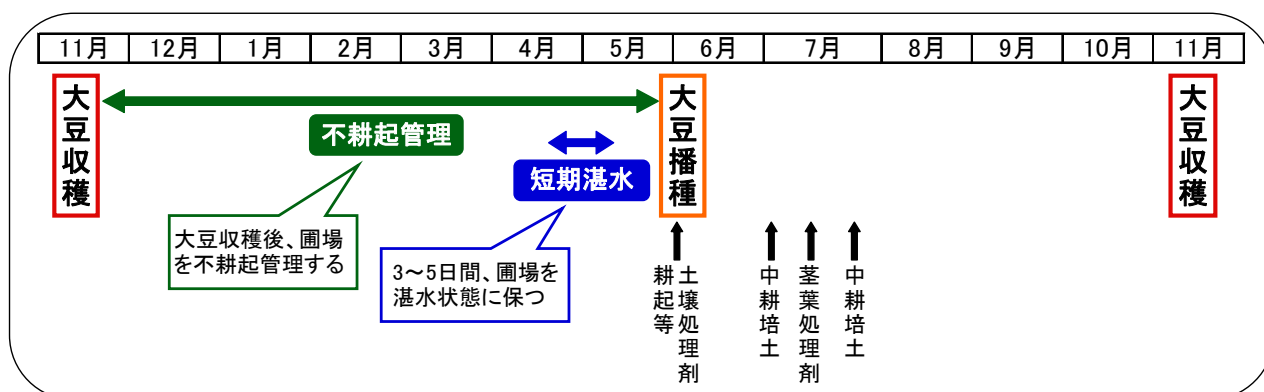 11月 12月 1月 2月 3月 4月 5月 6月 7月 8月 9月 10月 11月
大豆収穫
不耕起管理
短期湛水
大豆播種
大豆収穫
大豆収穫後、圃場
を不耕起管理する
3～5日間、圃場を
湛水状態に保つ
土壌処理剤
耕起等
中耕培土
茎葉処理剤
中耕培土